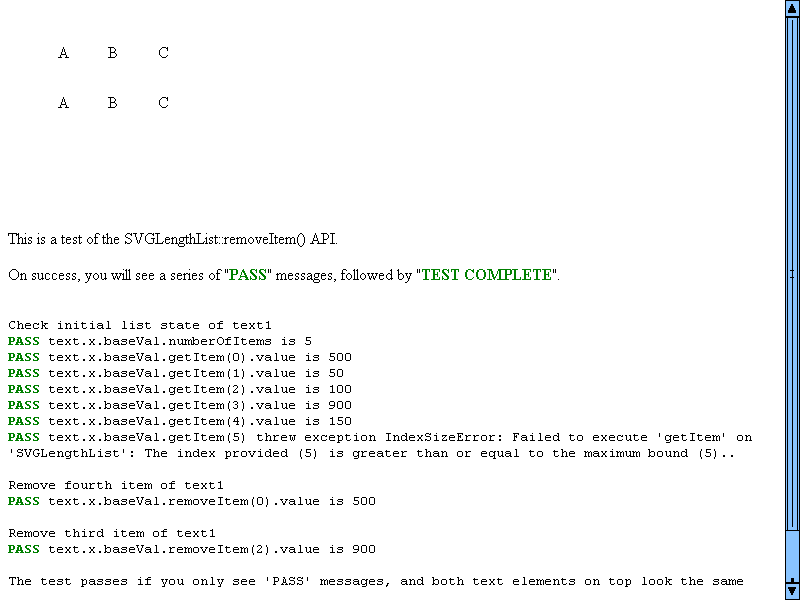 A B C
A B C
This is a test of the SVGLengthList::removeItem() API.
On success, you will see a series of "PASS" messages, followed by "TEST COMPLETE".
Check initial list state of text1
PASS text.x.baseVal.numberOfItems is 5
PASS text.x.baseVal.getItem(0).value is 500
PASS text.x.baseVal.getItem(1).value is 50
PASS text.x.baseVal.getItem(2).value is 100
PASS text.x.baseVal.getItem(3).value is 900
PASS text.x.baseVal.getItem(4).value is 150
PASS text.x.baseVal.getItem(5) threw exception IndexSizeError: Failed to execute 'getItem' on
'SVGLengthList': The index provided (5) is greater than or equal to the maximum bound (5)..
Remove fourth item of text1
PASS text.x.baseVal.removeItem(0).value is 500
Remove third item of text1
PASS text.x.baseVal.removeItem(2).value is 900
The test passes if you only see 'PASS' messages, and both text elements on top look the same